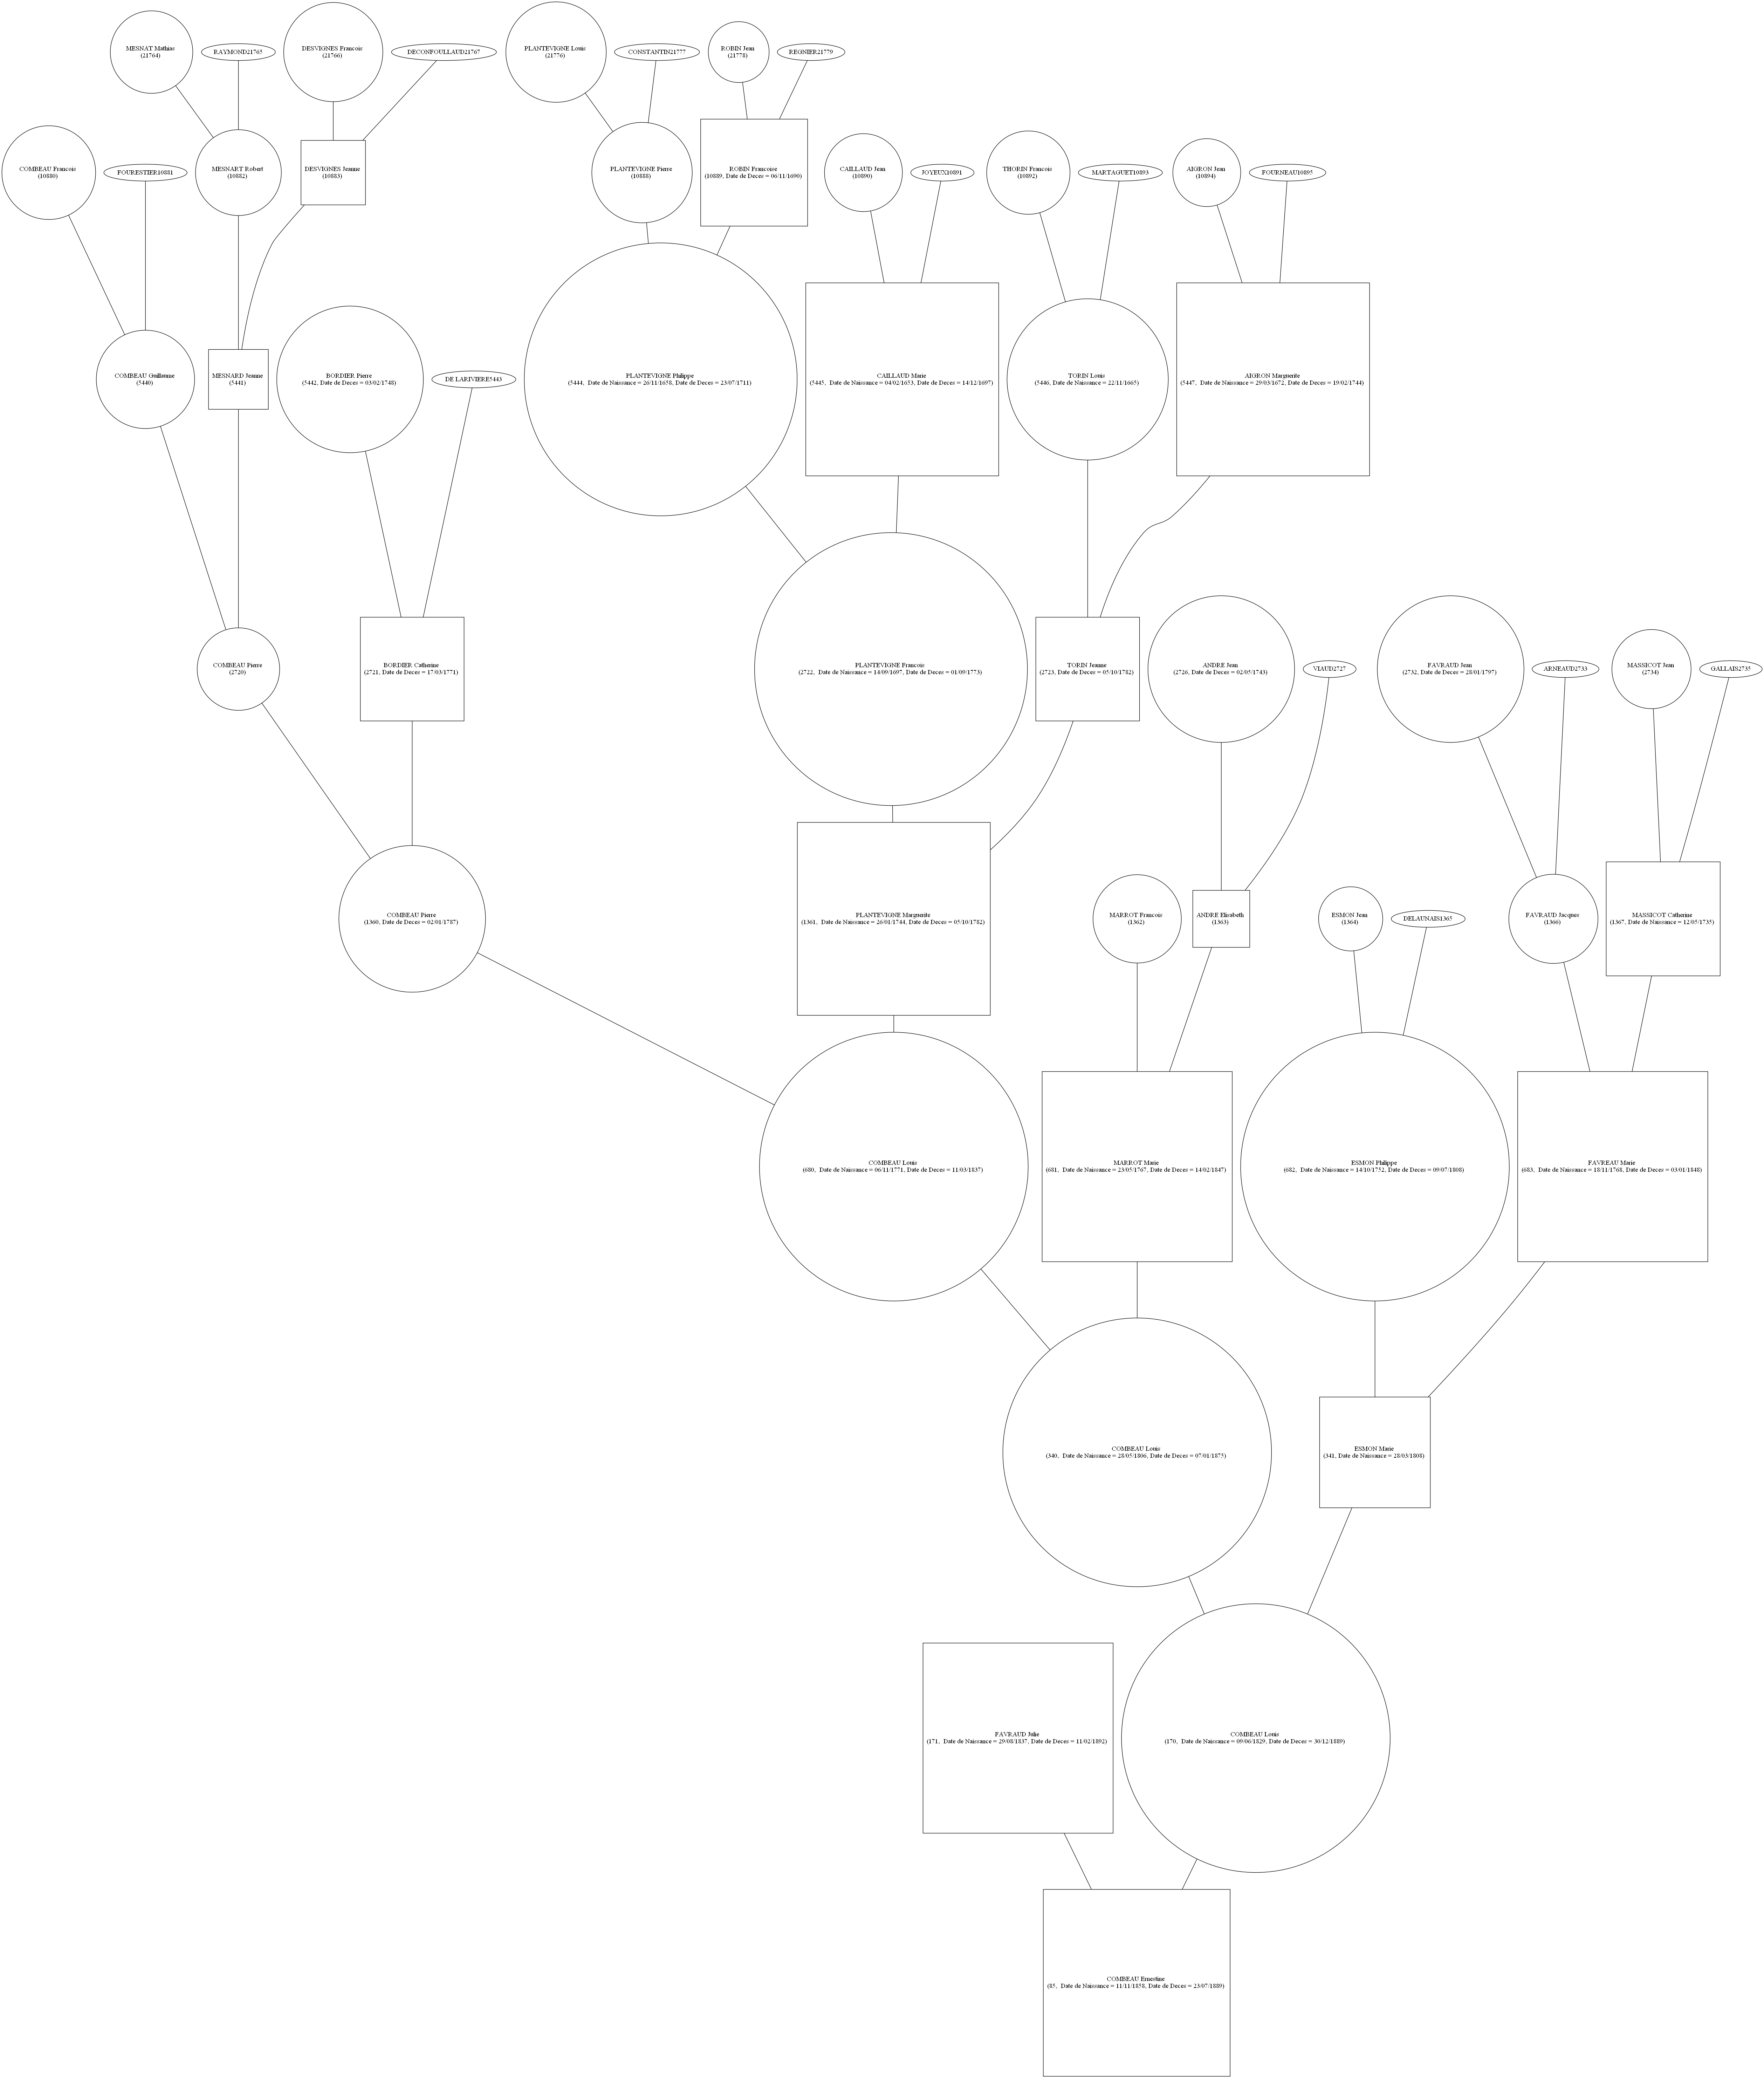 MESNAT Mathias
(21764)
RAYMOND21765
DESVIGNES Francois
(21766)
DECONFOULLAUD21767
PLANTEVIGNE Louis
(21776)
CONSTANTIN21777
ROBIN Jean
(21778)
REGNIER21779
COMBEAU Francois
(10880)
FOURESTIER10881
MESNART Robert
(10882)
DESVIGNES Jeanne
(10883)
PLANTEVIGNE Pierre
(10888)
ROBIN Francoise
(10889, Date de Deces = 06/11/1690)
CAILLAUD Jean
(10890)
JOYEUX10891
THORIN Francois
(10892)
MARTAGUET10893
AIGRON Jean
(10894)
FOURNEAU10895
COMBEAU Guillaume
(5440)
MESNARD Jeanne
(5441)
BORDIER Pierre
(5442, Date de Deces = 03/02/1748)
DE LARIVIERE5443
PLANTEVIGNE Philippe
(5444,  Date de Naissance = 26/11/1658, Date de Deces = 23/07/1711)
CAILLAUD Marie
(5445,  Date de Naissance = 04/02/1653, Date de Deces = 14/12/1697)
TORIN Louis
(5446, Date de Naissance = 22/11/1665)
AIGRON Marguerite
(5447,  Date de Naissance = 29/03/1672, Date de Deces = 19/02/1744)
COMBEAU Pierre
(2720)
BORDIER Catherine
(2721, Date de Deces = 17/03/1771)
PLANTEVIGNE Francois
(2722,  Date de Naissance = 14/09/1697, Date de Deces = 01/09/1773)
TORIN Jeanne
(2723, Date de Deces = 05/10/1782)
ANDRE Jean
(2726, Date de Deces = 02/05/1743)
VIAUD2727
FAVRAUD Jean
(2732, Date de Deces = 28/01/1797)
ARNEAUD2733
MASSICOT Jean
(2734)
GALLAIS2735
COMBEAU Pierre
(1360, Date de Deces = 02/01/1787)
PLANTEVIGNE Marguerite
(1361,  Date de Naissance = 26/01/1744, Date de Deces = 05/10/1782)
MARROT Francois
(1362)
ANDRE Elisabeth
(1363)
ESMON Jean
(1364)
DELAUNAIS1365
FAVRAUD Jacques
(1366)
MASSICOT Catherine
(1367, Date de Naissance = 12/05/1735)
COMBEAU Louis
(680,  Date de Naissance = 06/11/1771, Date de Deces = 11/03/1837)
MARROT Marie
(681,  Date de Naissance = 23/05/1767, Date de Deces = 14/02/1847)
ESMON Philippe
(682,  Date de Naissance = 14/10/1752, Date de Deces = 09/07/1808)
FAVREAU Marie
(683,  Date de Naissance = 18/11/1768, Date de Deces = 03/01/1848)
COMBEAU Louis
(340,  Date de Naissance = 28/05/1806, Date de Deces = 07/01/1875)
ESMON Marie
(341, Date de Naissance = 28/03/1808)
FAVRAUD Julie
(171,  Date de Naissance = 29/08/1837, Date de Deces = 11/02/1892)
COMBEAU Louis
(170,  Date de Naissance = 09/06/1829, Date de Deces = 30/12/1889)
COMBEAU Ernestine
(85,  Date de Naissance = 11/11/1858, Date de Deces = 23/07/1889)